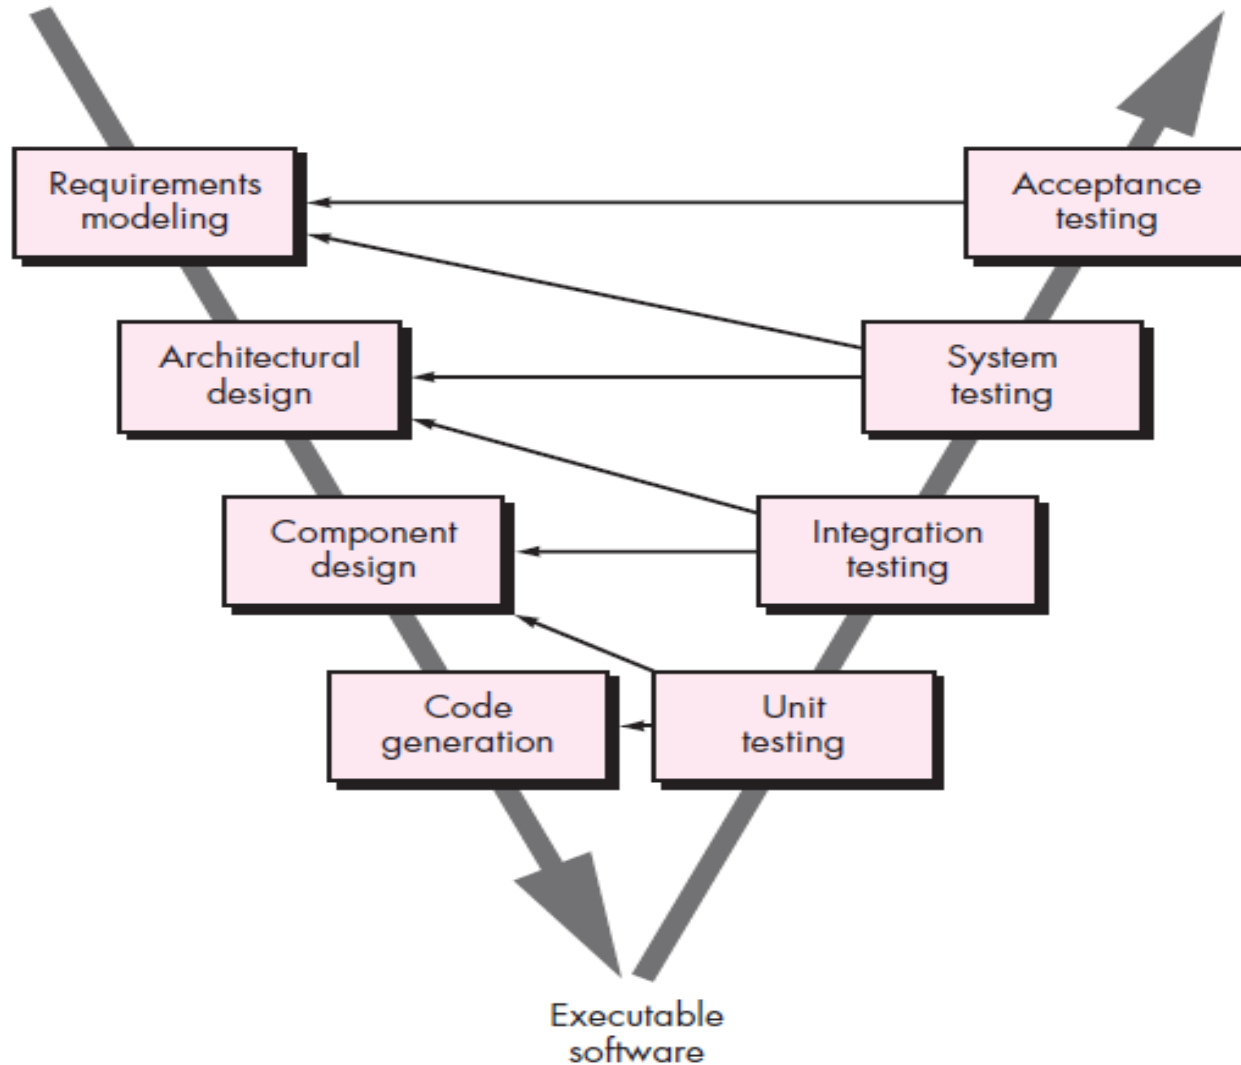 Requirements
modeling
Acceptance
testing
Architectural
design
System
testing
Component
design
Integration
testing
Code
generation
Unit
testing
Executable
software